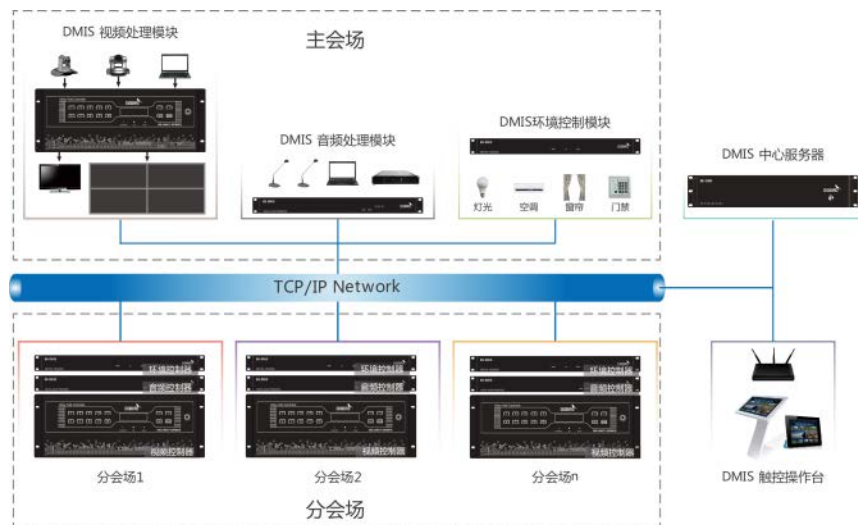 主会场
DMIS 视频处理模块
DMIS 音频处理模块
DMIS环境控制模块
灯光
空调
窗帘
门禁
DMIS 中心服务器
TCP/IP Network
环境控制器
音频控制器
视频控制器
分会场1
环境控制器
音频控制器
视频控制器
分会场2
环境控制器
音频控制器
视频控制器
分会场n
DMIS 触控操作台
分会场